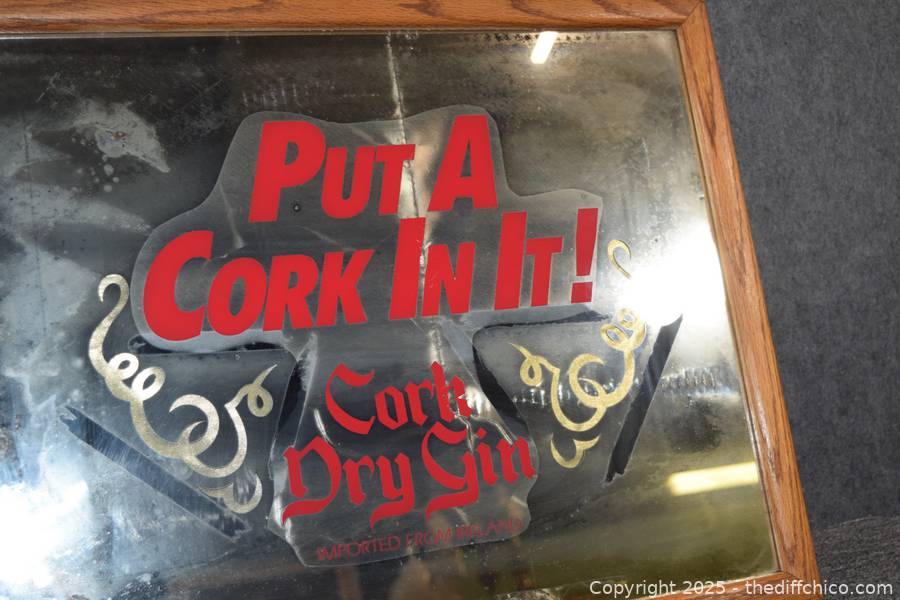 PUT A
CORK IN IT!
Cork
Dry Gin
IMPORTED FROM IRELAND
Copyright 2025 - thediffchico.com